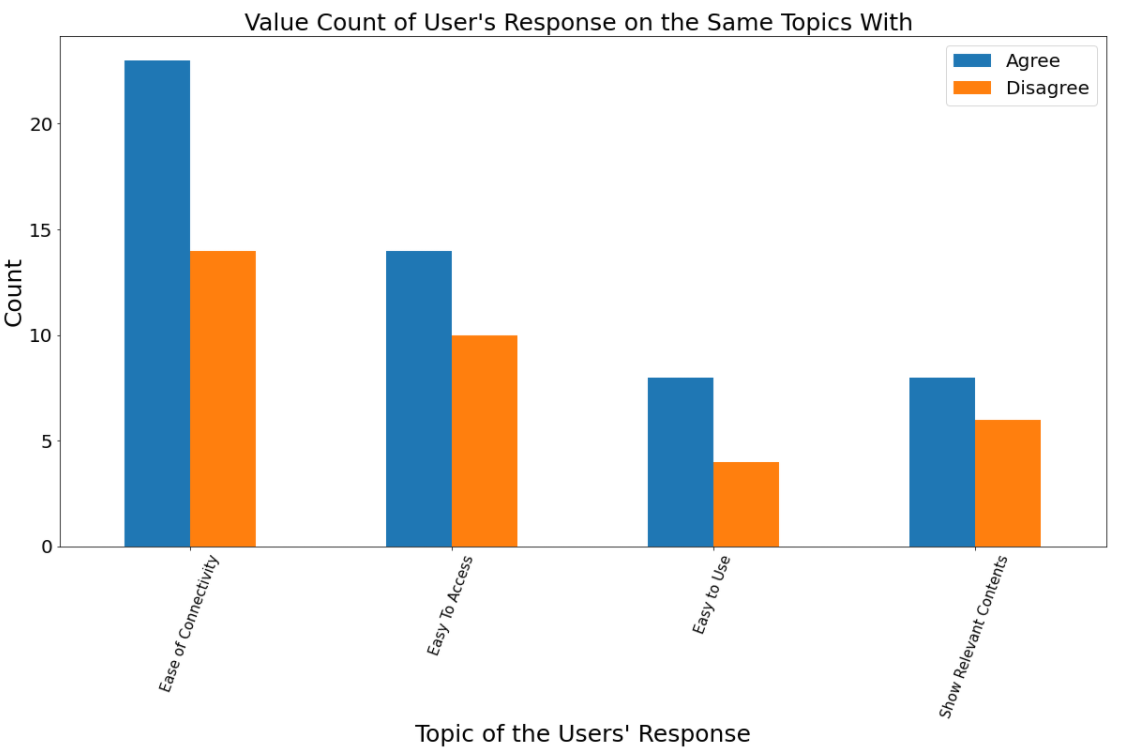 Value Count of User's Response on the Same Topics With
Agree
Disagree
Count
20
15
10
5
0
Ease of Connectivity
Easy To Access
Easy to Use
Show Relevant Contents
Topic of the Users' Response